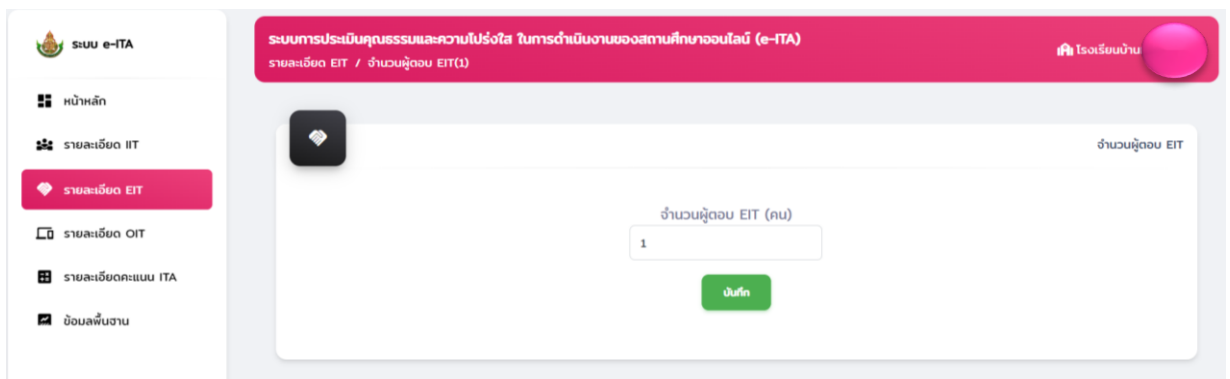 ระบบ e-ITA
หน้าหลัก
รายละเอียด IIT
รายละเอียด EIT
รายละเอียด OIT
รายละเอียดคะแนน ITA
ข้อมูลพื้นฐาน
ระบบการประเมินคุณธรรมและความโปร่งใส ในการดำเนินงานของสถานศึกษาออนไลน์ (e-ITA)
รายละเอียด EIT / จำนวนผู้ตอบ EIT(1)
โรงเรียนบ้าน
จำนวนผู้ตอบ EIT
จำนวนผู้ตอบ EIT (คน)
1
บันทึก